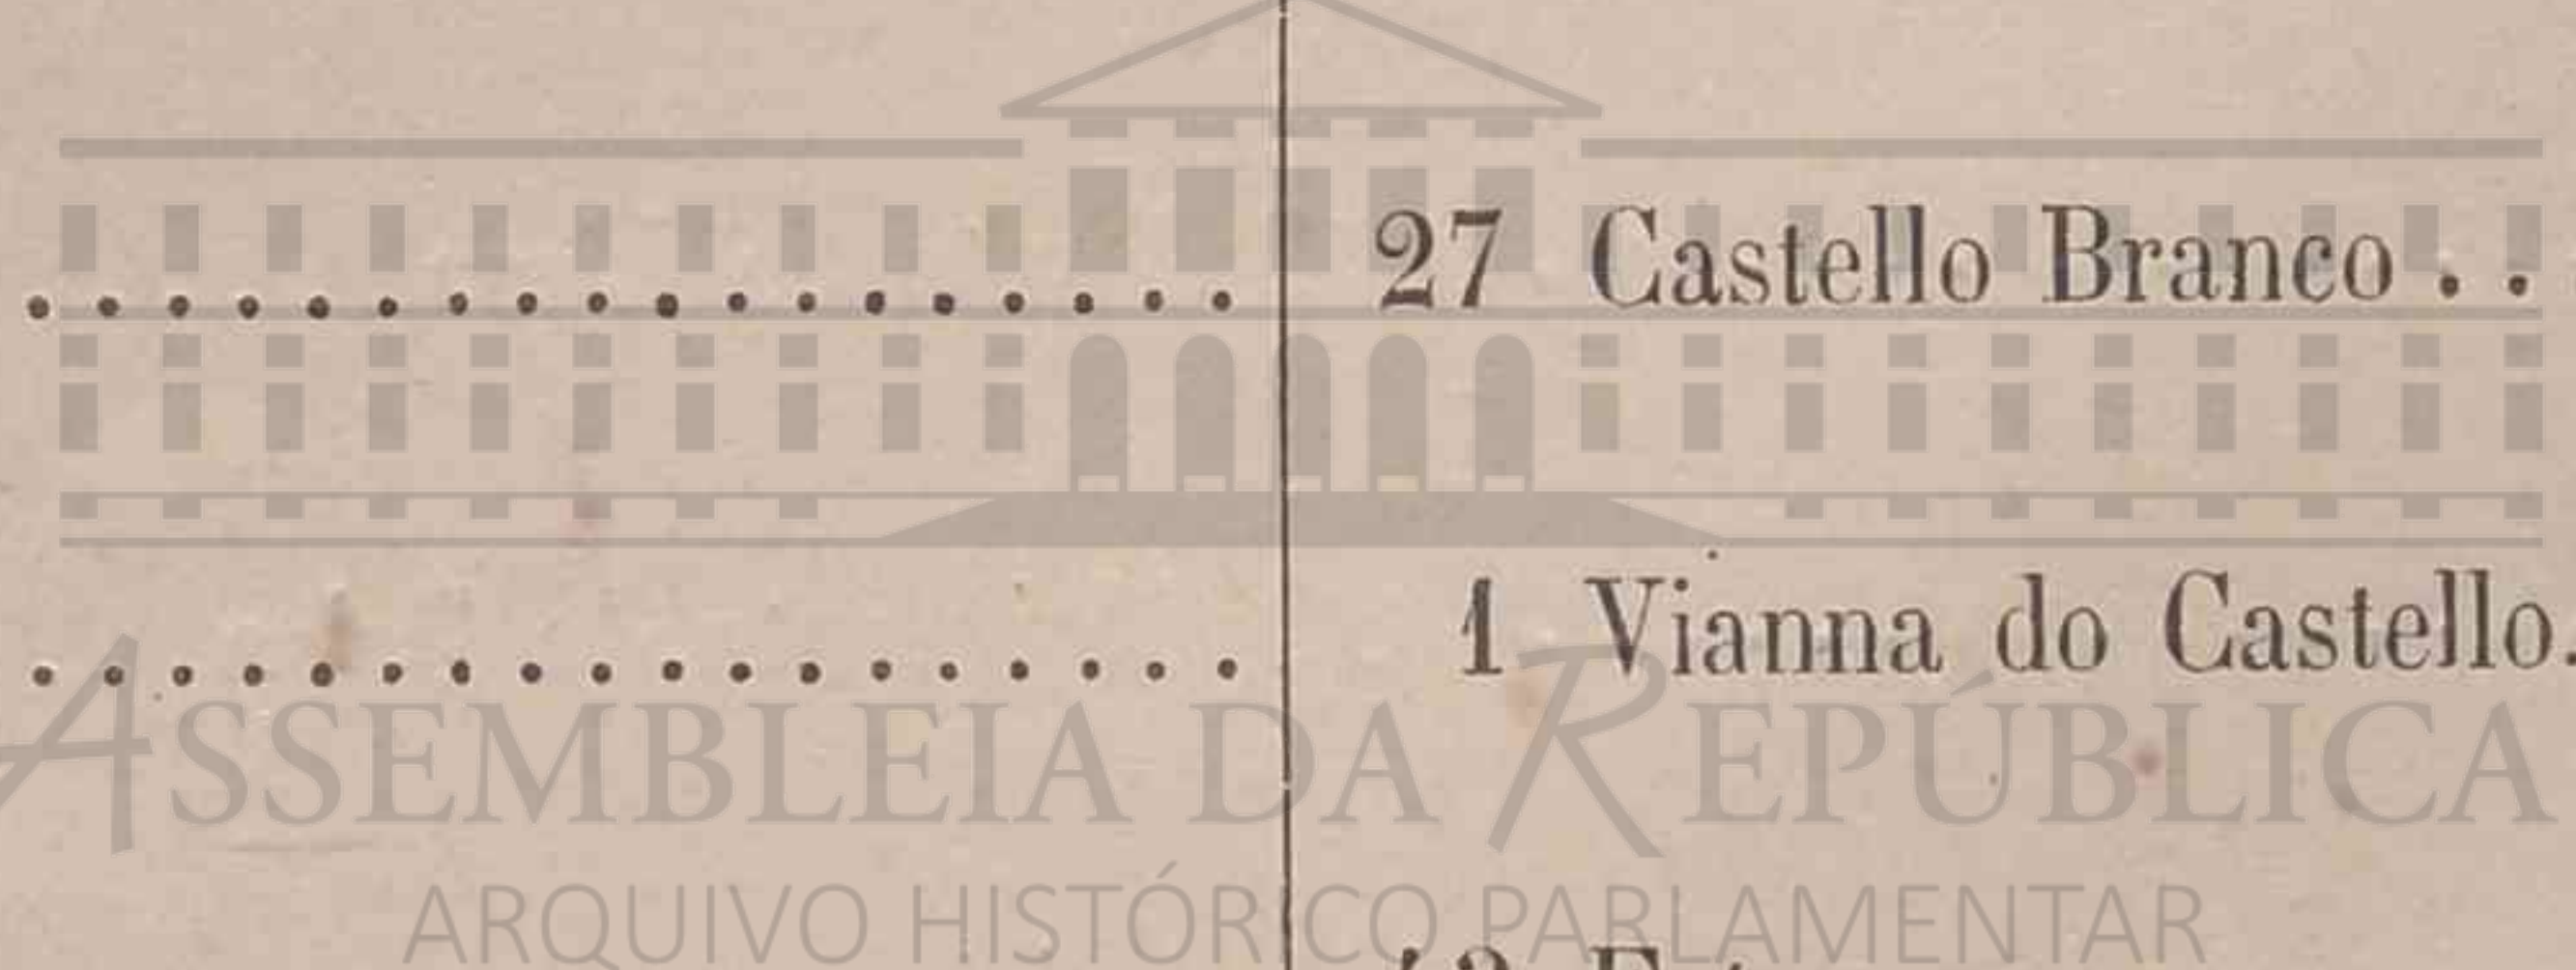 .................. 27 Castello Branco . .
.................. 1 Vianna do Castello.
ASSEMBLEIA DA REPÚBLICA
ARQUIVO HISTÓRICO PARLAMENTAR